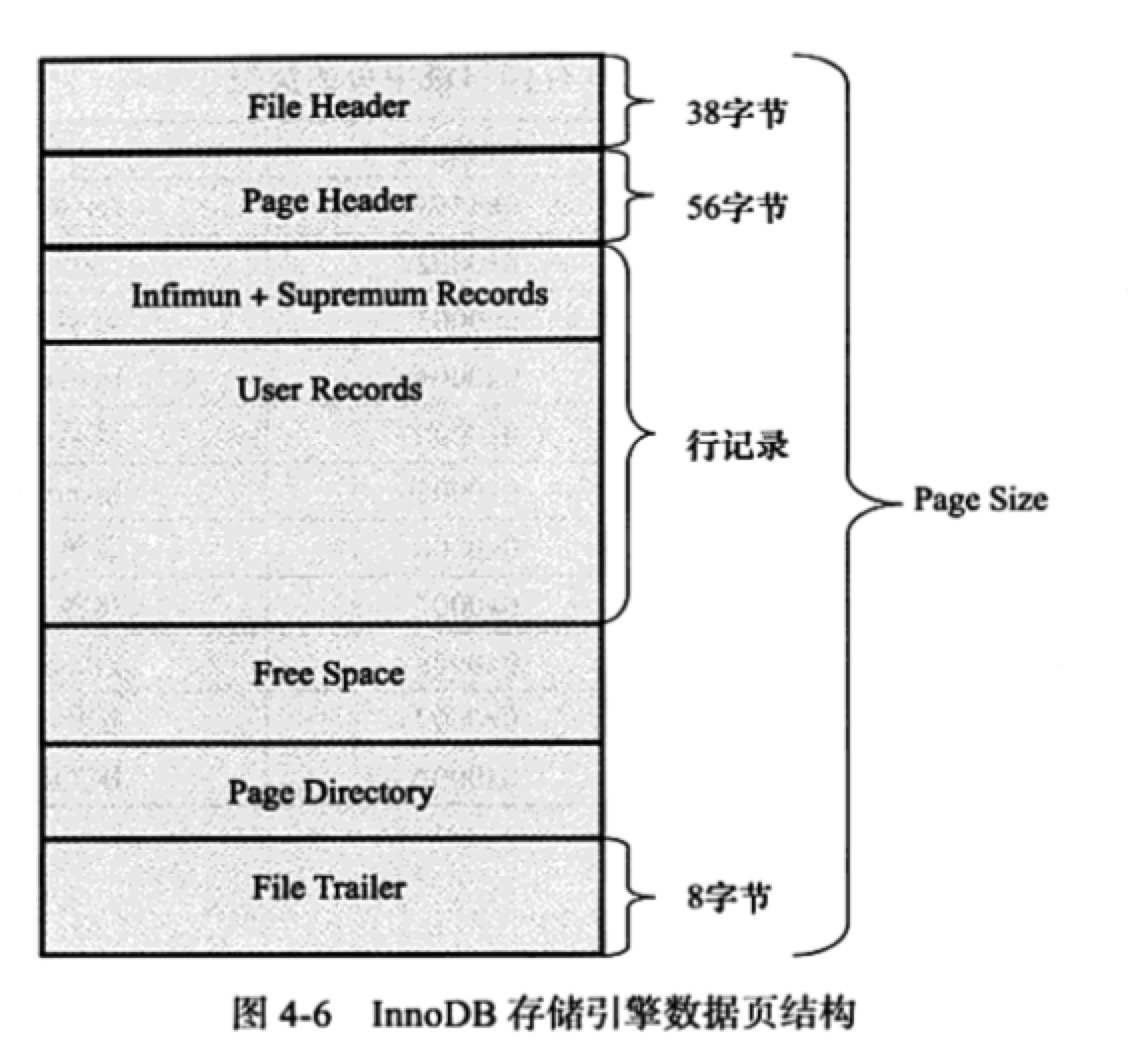 File Header
38字节
Page Header
56字节
Infimun + Supremum Records
User Records
行记录
Page Size
Free Space
Page Directory
File Trailer
8字节
图 4-6 InnoDB 存储引擎数据页结构